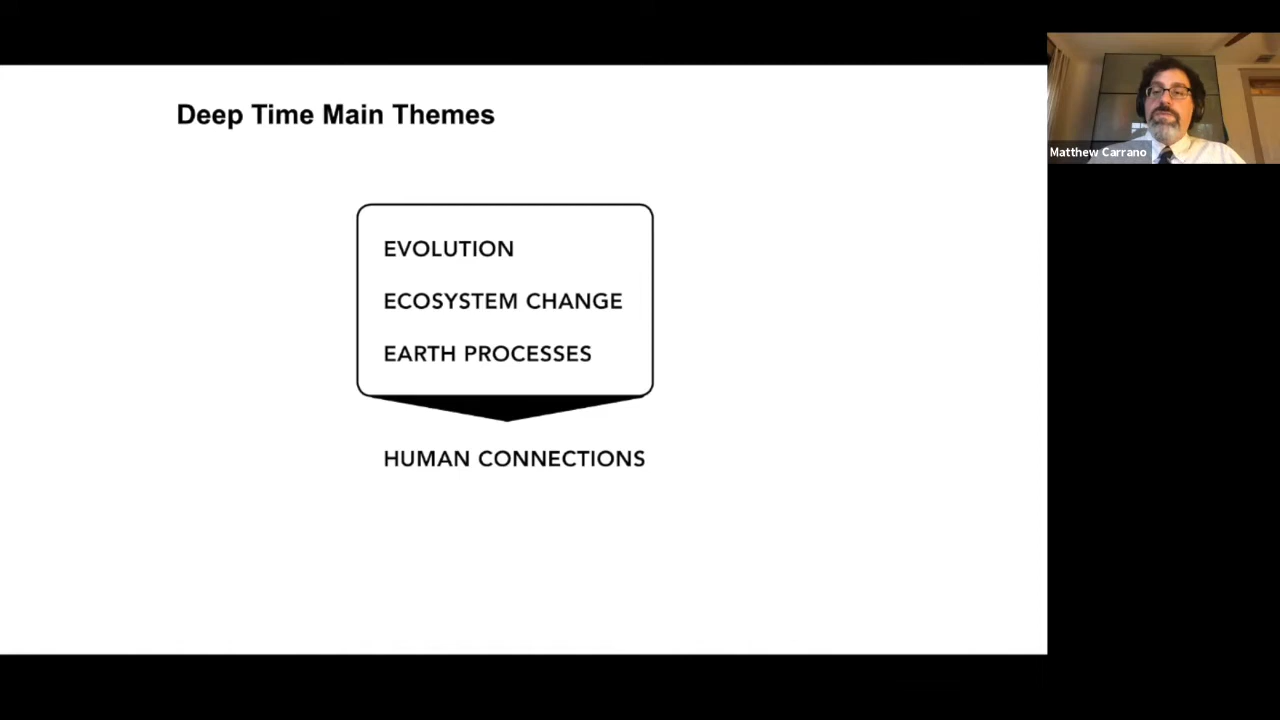 Deep Time Main Themes
EVOLUTION
ECOSYSTEM CHANGE
EARTH PROCESSES
HUMAN CONNECTIONS
Matthew Carrano